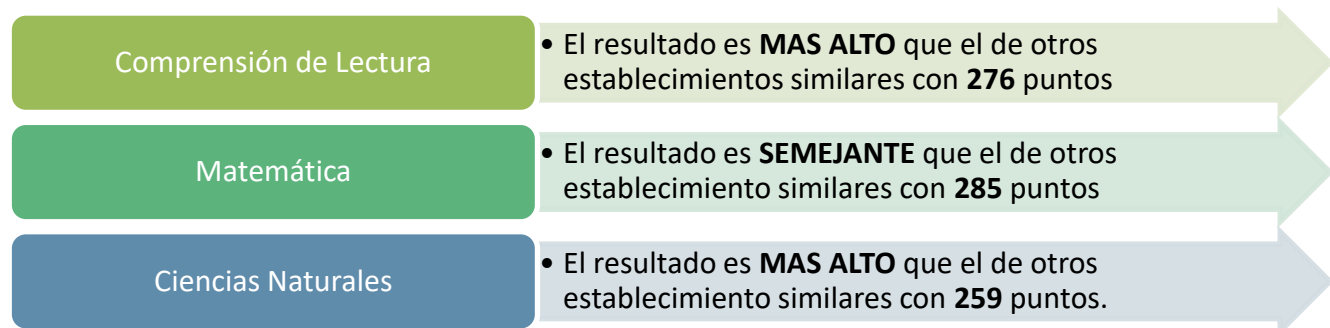 Comprensión de Lectura
• El resultado es MAS ALTO que el de otros
establecimientos similares con 276 puntos
Matemática
• El resultado es SEMEJANTE que el de otros
establecimiento similares con 285 puntos
Ciencias Naturales
• El resultado es MAS ALTO que el de otros
establecimiento similares con 259 puntos.